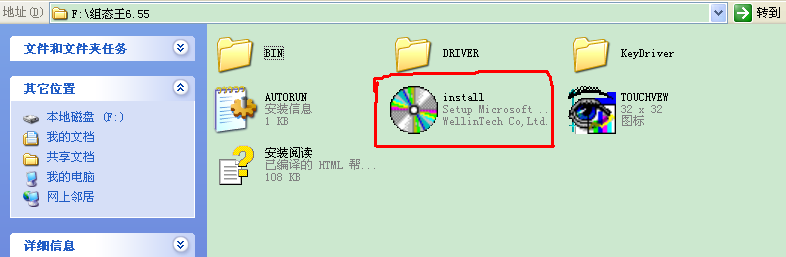 地址(D)
F:\组态王6.55
转到
文件和文件夹任务
其它位置
本地磁盘 (F:)
我的文档
共享文档
我的电脑
网上邻居
详细信息
BIN
DRIVER
KeyDriver
AUTORUN
安装信息
1 KB
install
Setup Microsoft ...
WellinTech Co,Ltd.
TOUCHVEW
32 x 32
图标
安装阅读
已编译的 HTML 帮...
108 KB